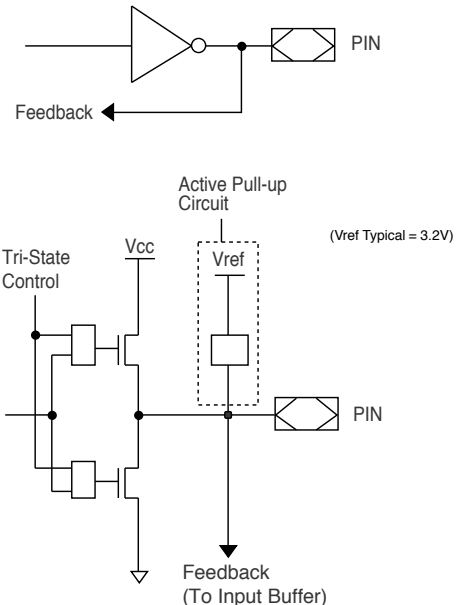 PIN
Feedback
Active Pull-up
Circuit
(Vref Typical = 3.2V)
Vcc
Vref
Tri-State
Control
PIN
Feedback
(To Input Buffer)